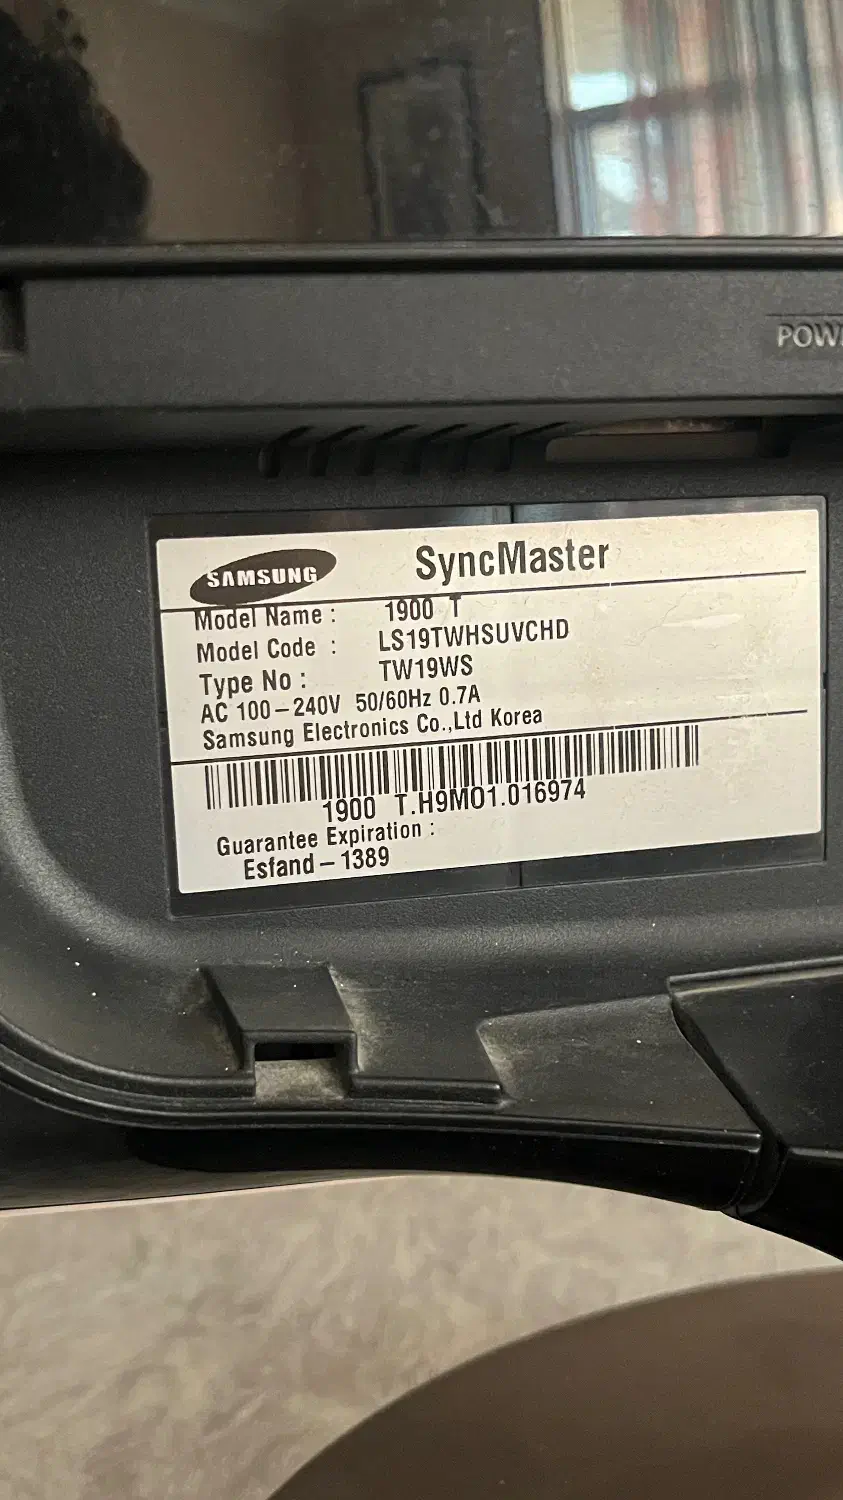 POW
SAMSUNG
SyncMaster
Model Name : 1900 T
Model Code : LS19TWHSUVCHD
Type No : TW19WS
AC 100-240V 50/60Hz 0.7A
Samsung Electronics Co.,Ltd Korea
1900 T.H9MO1.016974
Guarantee Expiration :
Esfand-1389